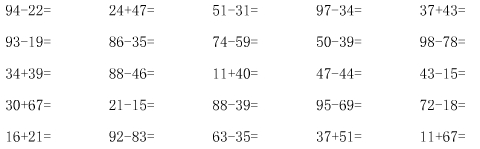 94-22= 24+47= 51-31= 97-34= 37+43=
93-19= 86-35= 74-59= 50-39= 98-78=
34+39= 88-46= 11+40= 47-44= 43-15=
30+67= 21-15= 88-39= 95-69= 72-18=
16+21= 92-83= 63-35= 37+51= 11+67=